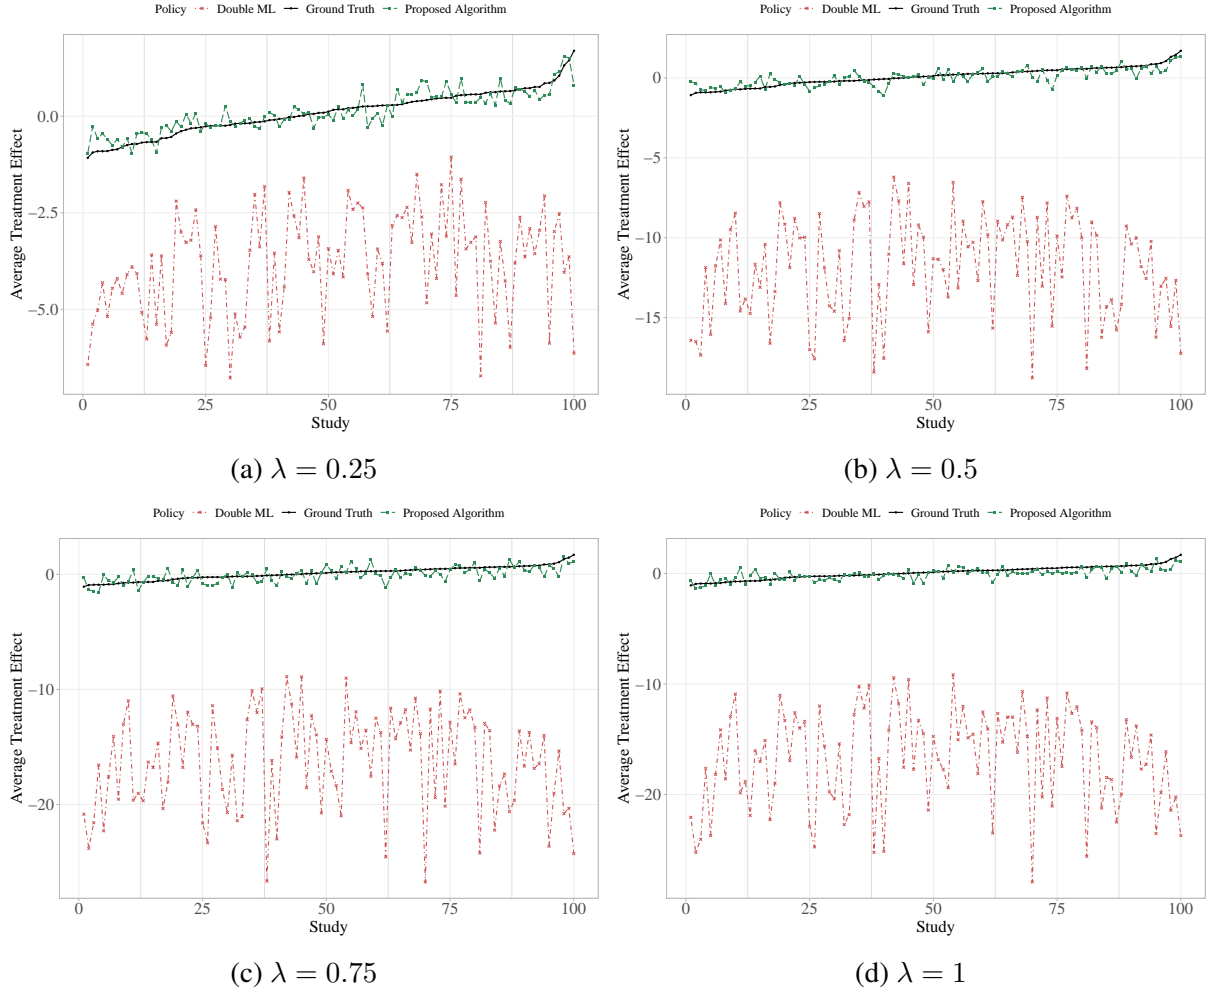 Policy Double ML Ground Truth Proposed Algorithm
Average Treatment Effect
0.0
−2.5
−5.0
0 25 50 75 100
Study
(a) λ = 0.25
Policy Double ML Ground Truth Proposed Algorithm
Average Treatment Effect
0
−5
−10
−15
0 25 50 75 100
Study
(b) λ = 0.5
Policy Double ML Ground Truth Proposed Algorithm
Average Treatment Effect
0
−10
−20
0 25 50 75 100
Study
(c) λ = 0.75
Policy Double ML Ground Truth Proposed Algorithm
Average Treatment Effect
0
−10
−20
0 25 50 75 100
Study
(d) λ = 1